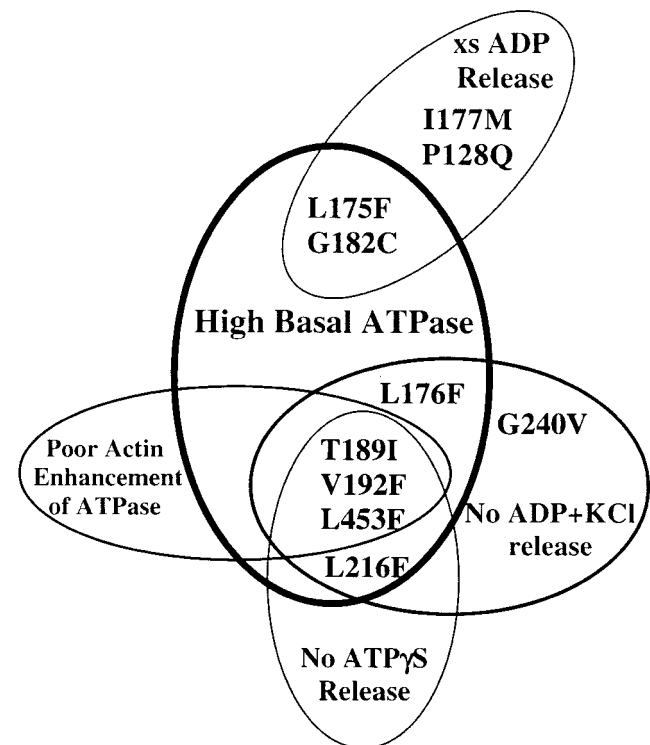 xs ADP
Release
I177M
P128Q
L175F
G182C
High Basal ATPase
L176F
G240V
Poor Actin
Enhancement
of ATPase
T189I
V192F
L453F
No ADP+KCl
release
L216F
No ATPγS
Release